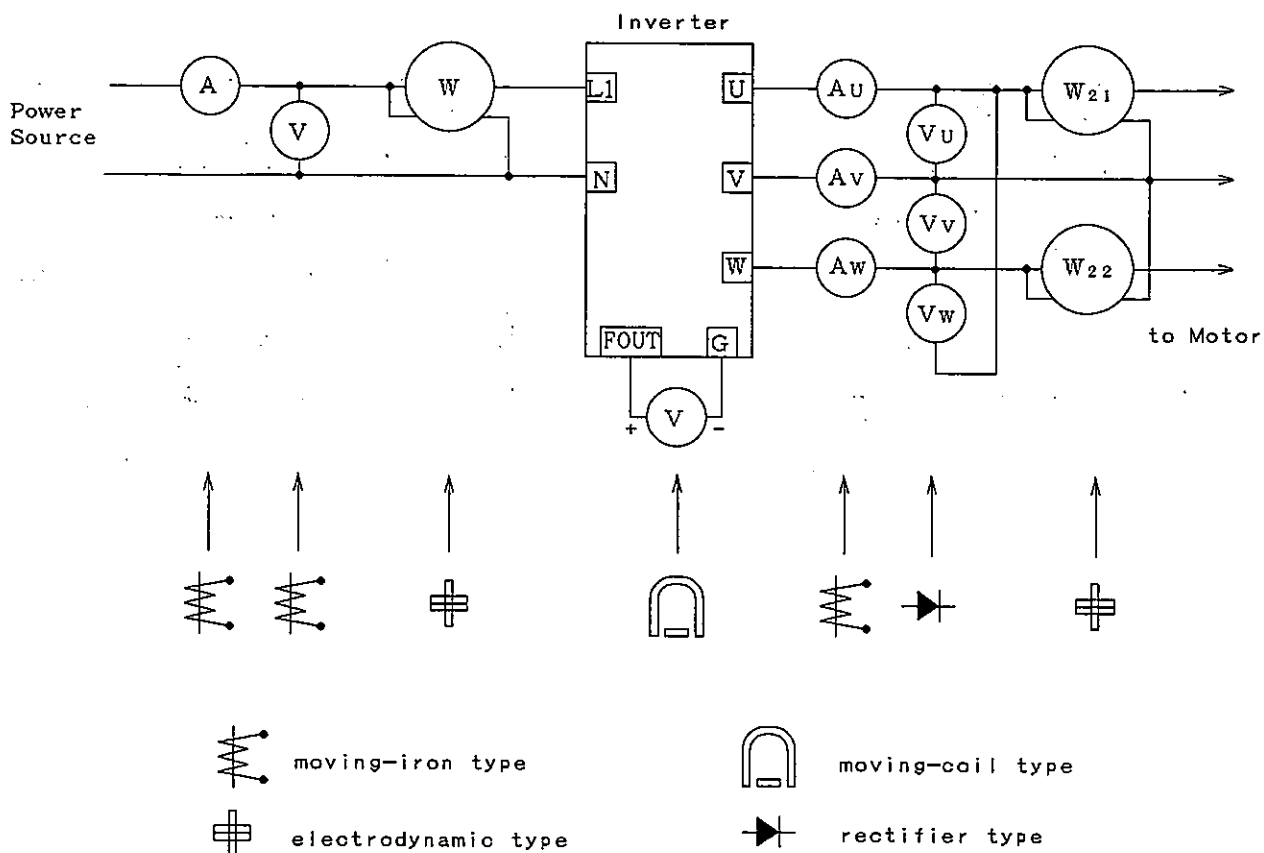 Inverter
Power
Source
A
V
W
L1
N
U
V
W
FOUT
G
+ V -
AU
AV
AW
VU
VV
VW
W21
W22
to Motor
moving-iron type
moving-coil type
electrodynamic type
rectifier type